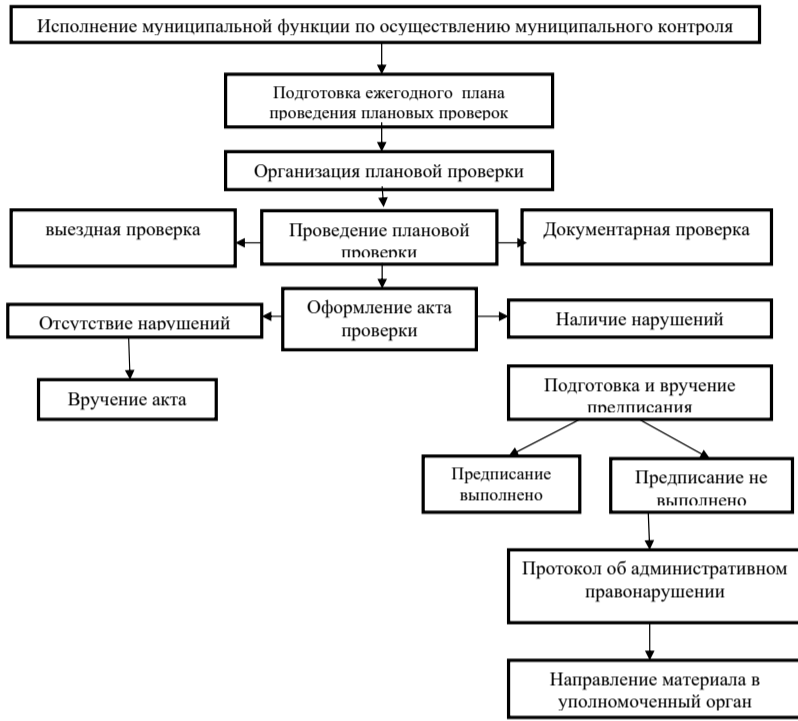 Исполнение муниципальной функции по осуществлению муниципального контроля
Подготовка ежегодного плана
проведения плановых проверок
Организация плановой проверки
выездная проверка
Проведение плановой
проверки
Документарная проверка
Отсутствие нарушений
Оформление акта
проверки
Наличие нарушений
Вручение акта
Подготовка и вручение
предписания
Предписание
выполнено
Предписание не
выполнено
Протокол об административном
правонарушении
Направление материала в
уполномоченный орган